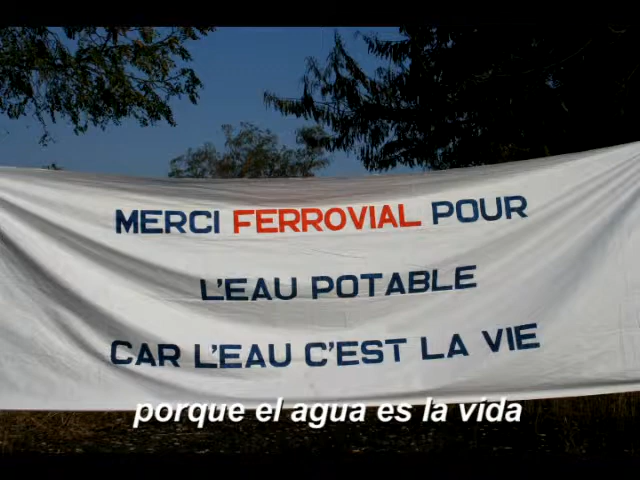 MERCI FERROVIAL POUR
L'EAU POTABLE
CAR L'EAU C'EST LA VIE
porque el agua es la vida